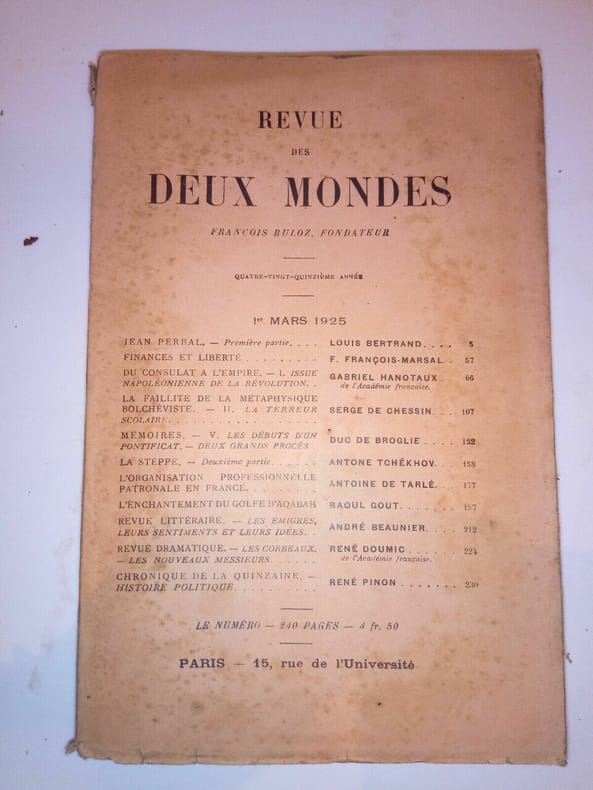 REVUE
DES
DEUX MONDES
FRANÇOIS BULOZ, FONDATEUR
QUATRE-VINGT-QUINZIÈME ANNÉE
1er MARS 1925
JEAN PERBAL. — Première partie. . . . LOUIS BERTRAND. . . . 5
FINANCES ET LIBERTÉ . . . . . . . . . . F. FRANÇOIS-MARSAL. . 57
DU CONSULAT A L'EMPIRE. — I. ISSUE
NAPOLÉONIENNE DE LA RÉVOLUTION. . GABRIEL HANOTAUX . . 66
de l'Académie française.
LA FAILLITE DE LA MÉTAPHYSIQUE
BOLCHÉVISTE. — II. LA TERREUR
SCOLAIRE. . . . . . . . . . . . . . . SERGE DE CHESSIN. . . 107
MÉMOIRES. — V. LES DÉBUTS D'UN
PONTIFICAT. — DEUX GRANDS PROCÈS. DUC DE BROGLIE . . . . 122
LA STEPPE. — Deuxième partie. . . . . . ANTONE TCHÉKHOV. . . 138
L'ORGANISATION PROFESSIONNELLE
PATRONALE EN FRANCE. . . . . . . . . ANTOINE DE TARLÉ. . . 177
L'ENCHANTEMENT DU GOLFE D'AQABAH RAOUL GOUT. . . . . . . 197
REVUE LITTÉRAIRE. — LES ÉMIGRÉS,
LEURS SENTIMENTS ET LEURS IDÉES. . ANDRÉ BEAUNIER. . . . 212
REVUE DRAMATIQUE. — LES CORBEAUX.
— LES NOUVEAUX MESSIEURS. . . . . . RENÉ DOUMIC . . . . . . 224
de l'Académie française.
CHRONIQUE DE LA QUINZAINE. —
HISTOIRE POLITIQUE. . . . . . . . . . RENÉ PINON . . . . . . . 230
LE NUMÉRO — 240 PAGES — 4 fr. 50
PARIS — 15, rue de l'Université